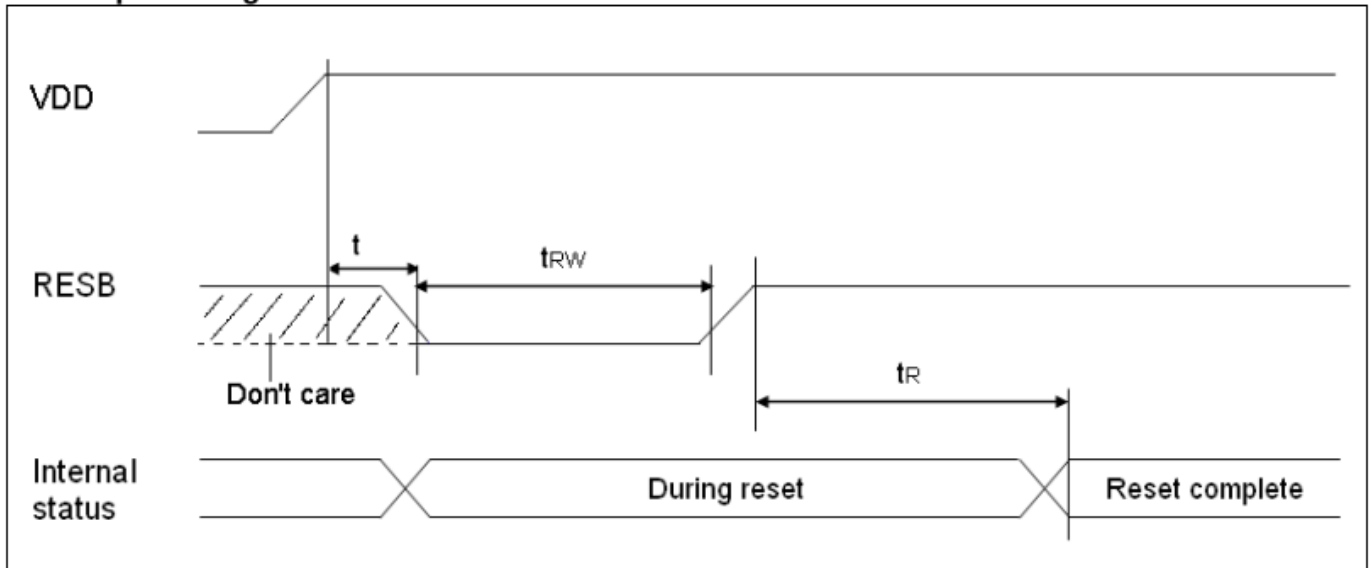 VDD
t
tRW
RESB
Don't care
tR
Internal
status
During reset
Reset complete